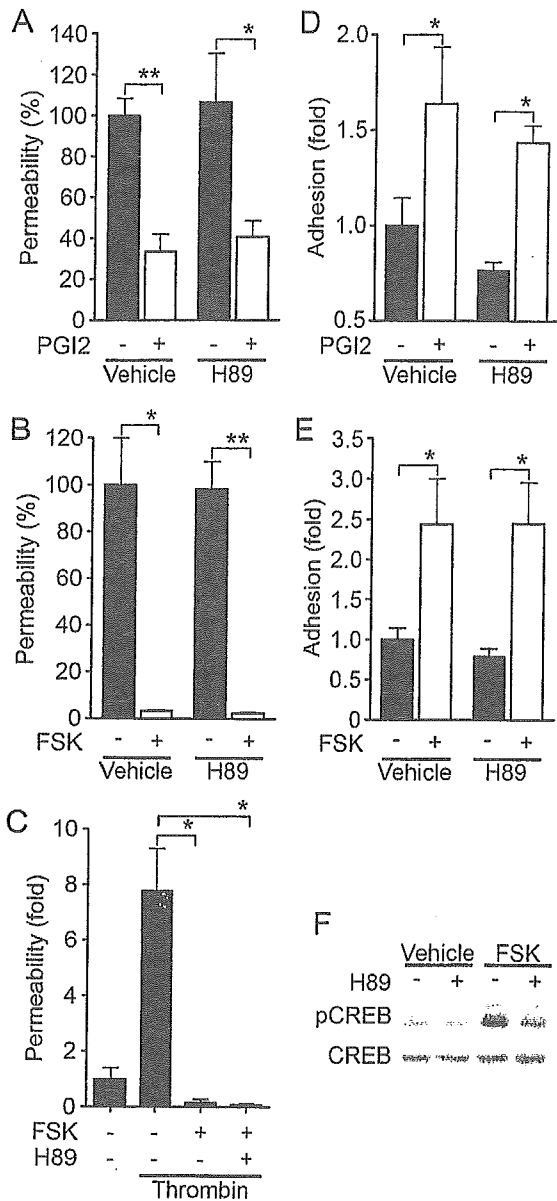 A
Permeability (%)
140
120
100
80
60
40
20
0
**
*
PGI2 - + - +
Vehicle H89
D
Adhesion (fold)
2.0
1.5
1.0
0.5
*
*
PGI2 - + - +
Vehicle H89
B
Permeability (%)
120
100
80
60
40
20
0
*
**
FSK - + - +
Vehicle H89
E
Adhesion (fold)
3.5
3.0
2.5
2.0
1.5
1.0
0.5
0
*
*
FSK - + - +
Vehicle H89
C
Permeability (fold)
10
8
6
4
2
0
*
*
FSK - - + +
H89 - - - +
Thrombin
F
Vehicle FSK
H89 - + - +
pCREB
CREB